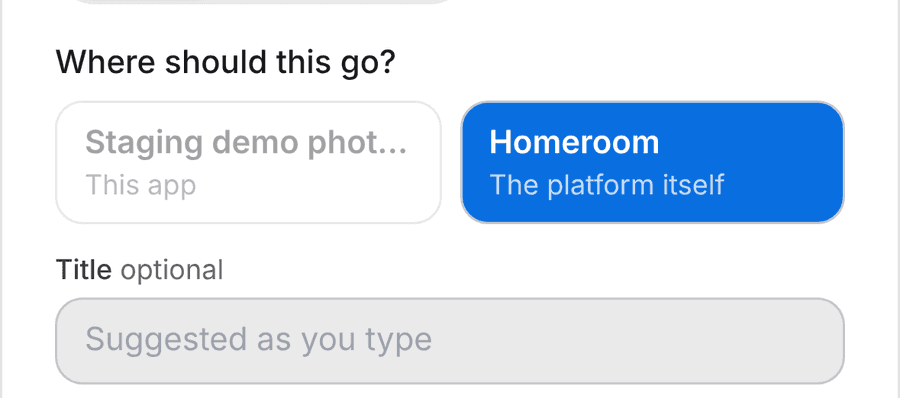 Where should this go?
Staging demo phot...
This app
Homeroom
The platform itself
Title optional
Suggested as you type